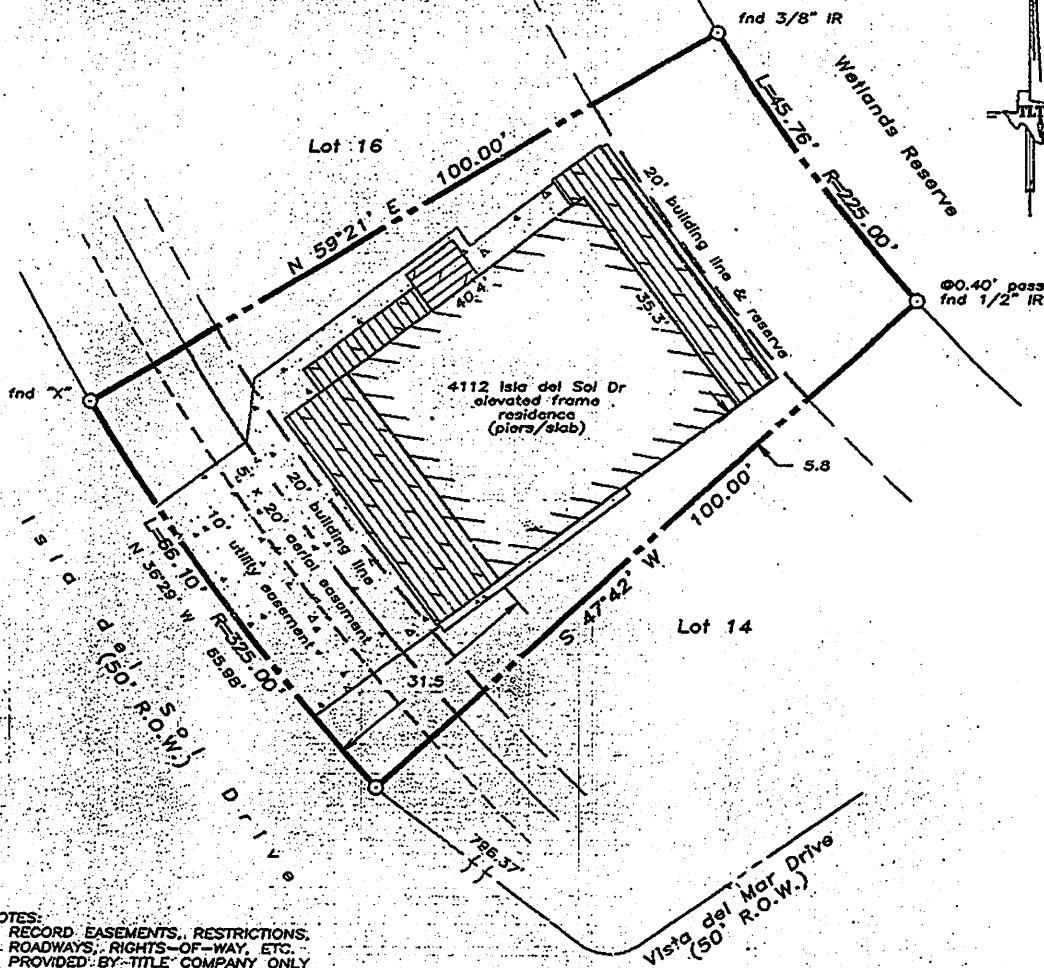 fnd 3/8" IR
Wetlands Reserve
TLT
Lot 16
N 59°21' E 100.00'
L=45.76' R=225.00'
20' building line & reserve
@0.40' pass
fnd 1/2" IR
40.4'
35.3'
fnd "X"
4112 Isla del Sol Dr
elevated frame
residence
(piers/slab)
5.8
S 47°42' W 100.00'
20' building line
5' x 20' aerial easement
10' utility easement
L=66.10' R=325.00'
N 36°29' W 65.98'
Isla del Sol Drive
(50' R.O.W.)
31.5
Lot 14
786.37'
Vista del Mar Drive
(50' R.O.W.)
OTES:
RECORD EASEMENTS, RESTRICTIONS,
ROADWAYS, RIGHTS-OF-WAY, ETC.
PROVIDED BY TITLE COMPANY ONLY